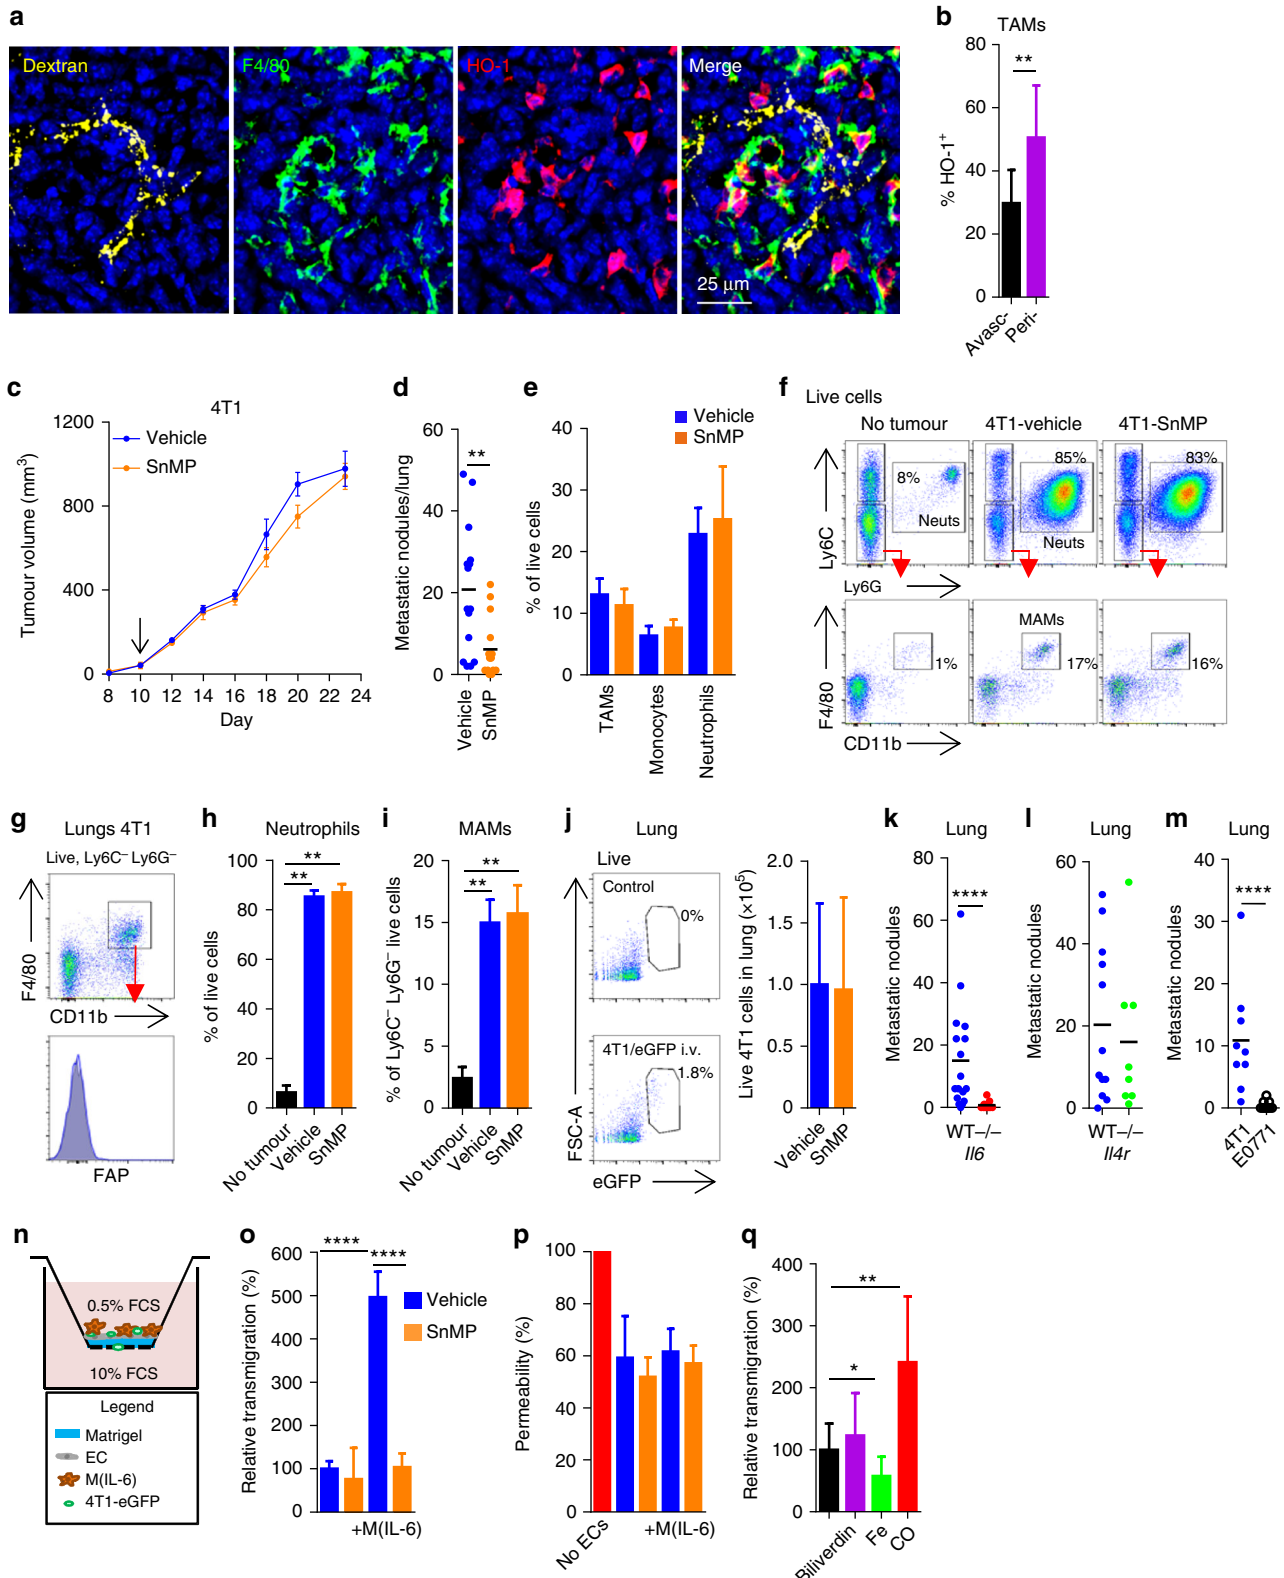 a
Dextran
F4/80
HO-1
Merge
25 µm
b
TAMs
**
% HO-1⁺
80
60
40
20
0
Avasc-
Peri-
c
4T1
Vehicle
SnMP
Tumour volume (mm³)
1200
800
400
0
8 10 12 14 16 18 20 22 24
Day
d
**
Metastatic nodules/lung
60
40
20
0
Vehicle
SnMP
e
Vehicle
SnMP
% of live cells
40
30
20
10
0
TAMs
Monocytes
Neutrophils
f
Live cells
No tumour
4T1-vehicle
4T1-SnMP
8%
85%
83%
Neuts
Neuts
Ly6C
Ly6G
MAMs
1%
17%
16%
F4/80
CD11b
g
Lungs 4T1
Live, Ly6C⁻ Ly6G⁻
F4/80
CD11b
FAP
h
Neutrophils
**
**
% of live cells
100
80
60
40
20
0
No tumour
Vehicle
SnMP
i
MAMs
**
**
% of Ly6C⁻ Ly6G⁻ live cells
20
15
10
5
0
No tumour
Vehicle
SnMP
j
Lung
Live
Control
0%
4T1/eGFP i.v.
1.8%
FSC-A
eGFP
Live 4T1 cells in lung (×10⁵)
2.0
1.5
1.0
0.5
0
Vehicle
SnMP
k
Lung
****
Metastatic nodules
80
60
40
20
0
WT–/–
Il6
l
Lung
Metastatic nodules
60
40
20
0
WT–/–
Il4r
m
Lung
****
Metastatic nodules
40
30
20
10
0
4T1
E0771
n
0.5% FCS
10% FCS
Legend
Matrigel
EC
M(IL-6)
4T1-eGFP
o
****
****
Vehicle
SnMP
Relative transmigration (%)
600
500
400
300
200
100
0
+M(IL-6)
p
Permeability (%)
100
80
60
40
20
0
No ECs
+M(IL-6)
q
**
*
Relative transmigration (%)
400
300
200
100
0
Biliverdin
Fe
CO